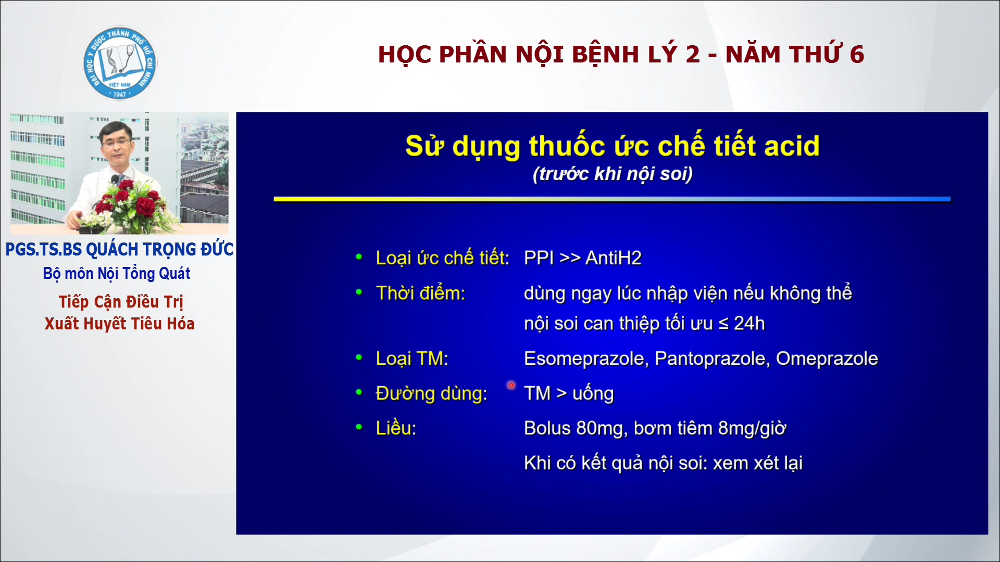 ĐẠI HỌC Y DƯỢC THÀNH PHỐ HỒ CHÍ MINH
VIỆT NAM
1947
HỌC PHẦN NỘI BỆNH LÝ 2 - NĂM THỨ 6
PGS.TS.BS QUÁCH TRỌNG ĐỨC
Bộ môn Nội Tổng Quát
Tiếp Cận Điều Trị
Xuất Huyết Tiêu Hóa
Sử dụng thuốc ức chế tiết acid
(trước khi nội soi)
• Loại ức chế tiết: PPI >> AntiH2
• Thời điểm: dùng ngay lúc nhập viện nếu không thể
nội soi can thiệp tối ưu ≤ 24h
• Loại TM: Esomeprazole, Pantoprazole, Omeprazole
• Đường dùng: TM > uống
• Liều: Bolus 80mg, bơm tiêm 8mg/giờ
Khi có kết quả nội soi: xem xét lại